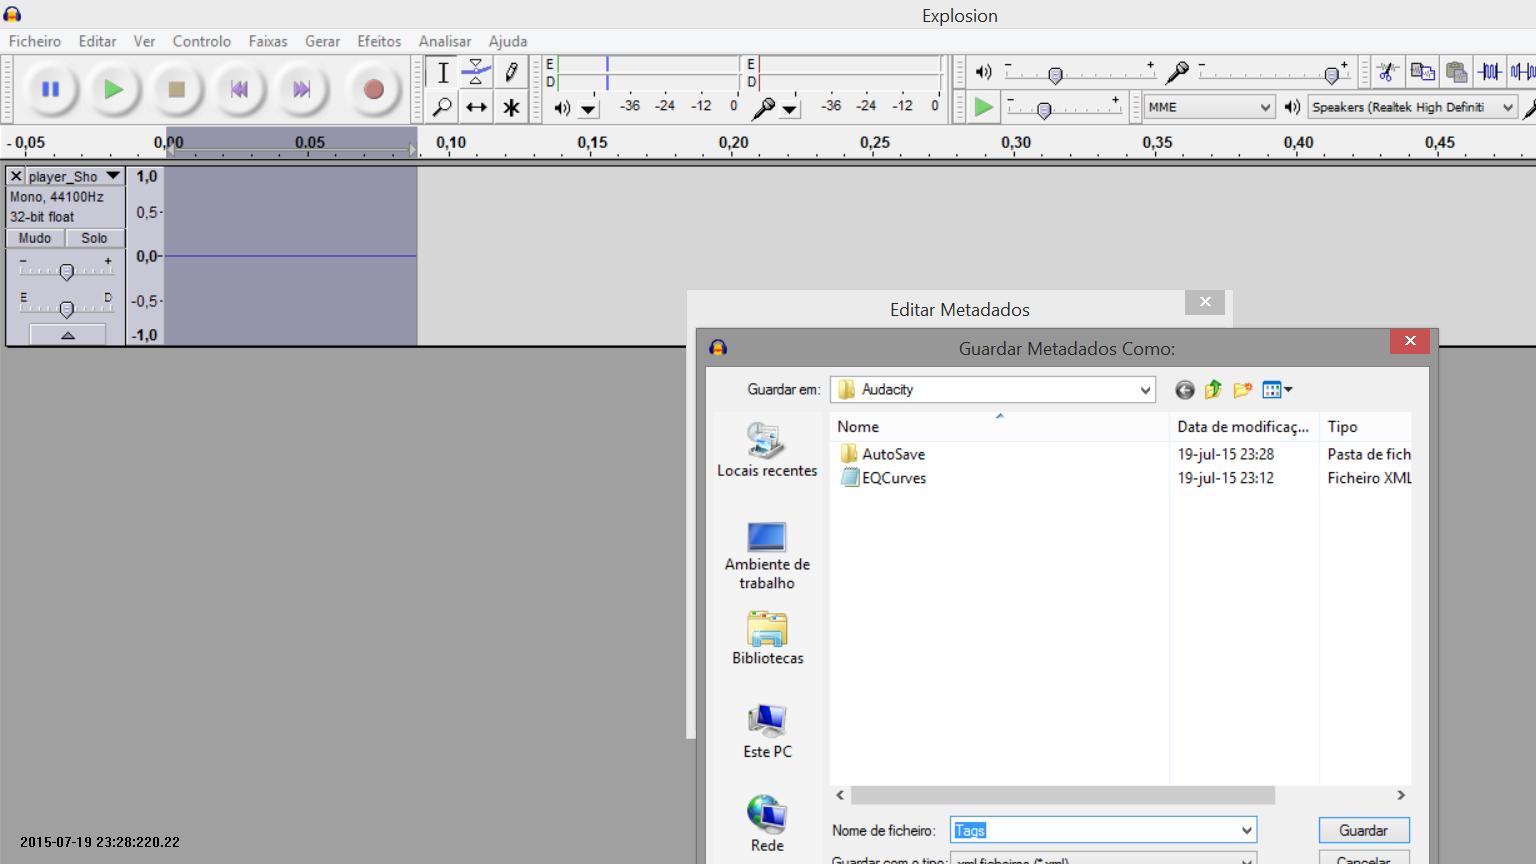 Explosion
Ficheiro Editar Ver Controlo Faixas Gerar Efeitos Analisar Ajuda
E
D
-36 -24 -12 0
E
D
-36 -24 -12 0
- +
- +
- +
MME
Speakers (Realtek High Definiti
- 0,05 0,00 0,05 0,10 0,15 0,20 0,25 0,30 0,35 0,40 0,45
player_Sho
Mono, 44100Hz
32-bit float
Mudo Solo
- +
E D
1,0
0,5-
0,0-
-0,5-
-1,0
Editar Metadados
Guardar Metadados Como:
Guardar em: Audacity
Nome Data de modificaç... Tipo
AutoSave 19-jul-15 23:28 Pasta de fich
EQCurves 19-jul-15 23:12 Ficheiro XML
Locais recentes
Ambiente de
trabalho
Bibliotecas
Este PC
Rede
Nome de ficheiro: Tags Guardar
Guardar com o tipo: xml ficheiros (*.xml) Cancelar
2015-07-19 23:28:220.22